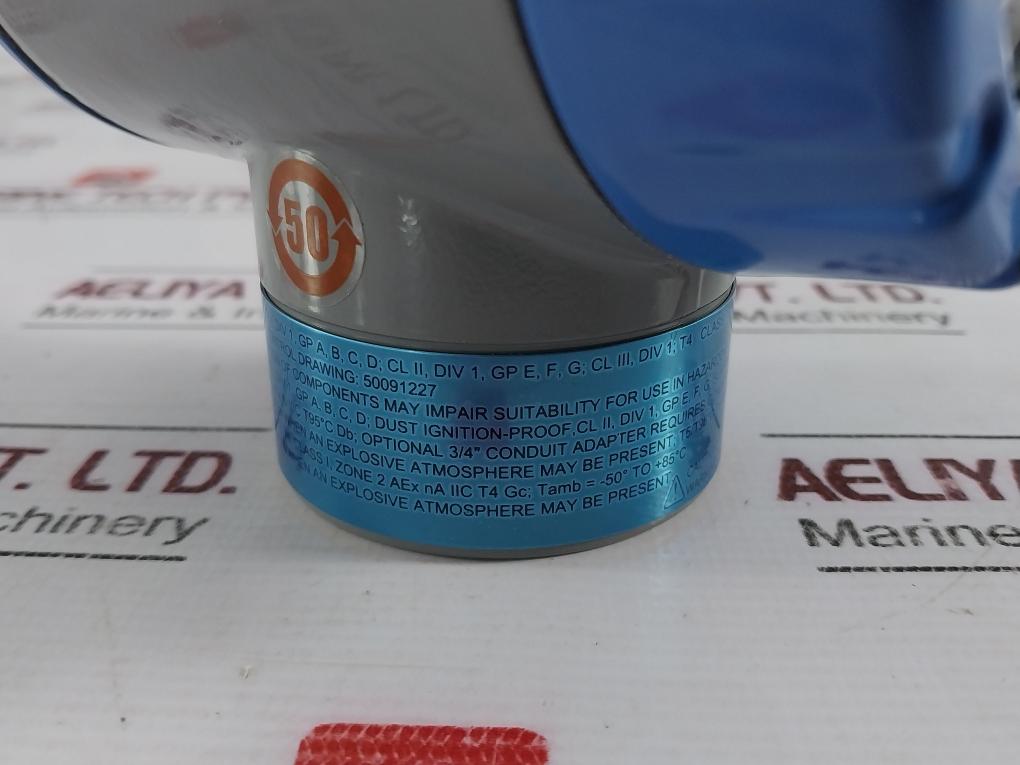 50
DIV 1, GP A, B, C, D; CL II, DIV 1, GP E, F, G; CL III, DIV 1; T4; CLASS
DRAWING: 50091227
OF COMPONENTS MAY IMPAIR SUITABILITY FOR USE IN
GP A, B, C, D; DUST IGNITION-PROOF,CL II, DIV 1, GP E, F, G
T95°C Db; OPTIONAL 3/4" CONDUIT ADAPTER REQUIRES
AN EXPLOSIVE ATMOSPHERE MAY BE PRESENT;
I, ZONE 2 AEx nA IIC T4 Gc; Tamb = -50° TO +85°C
AN EXPLOSIVE ATMOSPHERE MAY BE PRESENT
AELIYA
Marine &
T. LTD.
achinery
T. LTD.
chinery
AELIYA
Marine